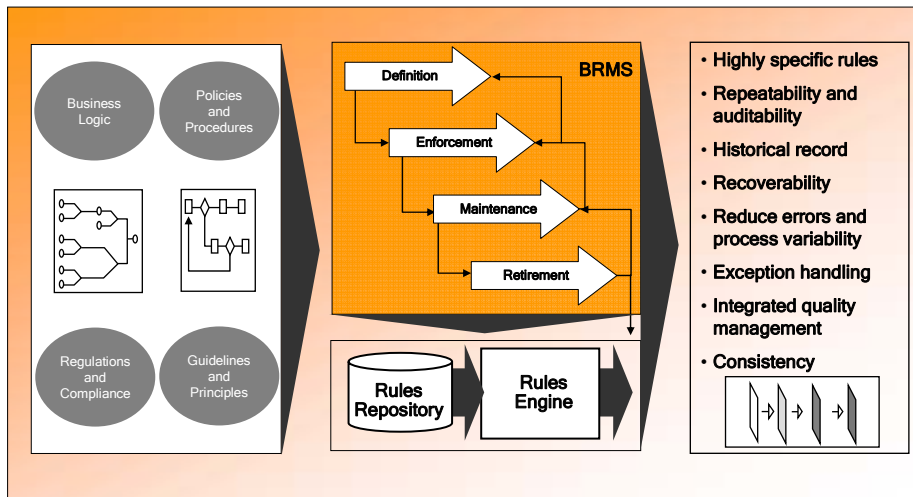 Business
Logic
Policies
and
Procedures
Regulations
and
Compliance
Guidelines
and
Principles
BRMS
Definition
Enforcement
Maintenance
Retirement
Rules
Repository
Rules
Engine
• Highly specific rules
• Repeatability and
auditability
• Historical record
• Recoverability
• Reduce errors and
process variability
• Exception handling
• Integrated quality
management
• Consistency